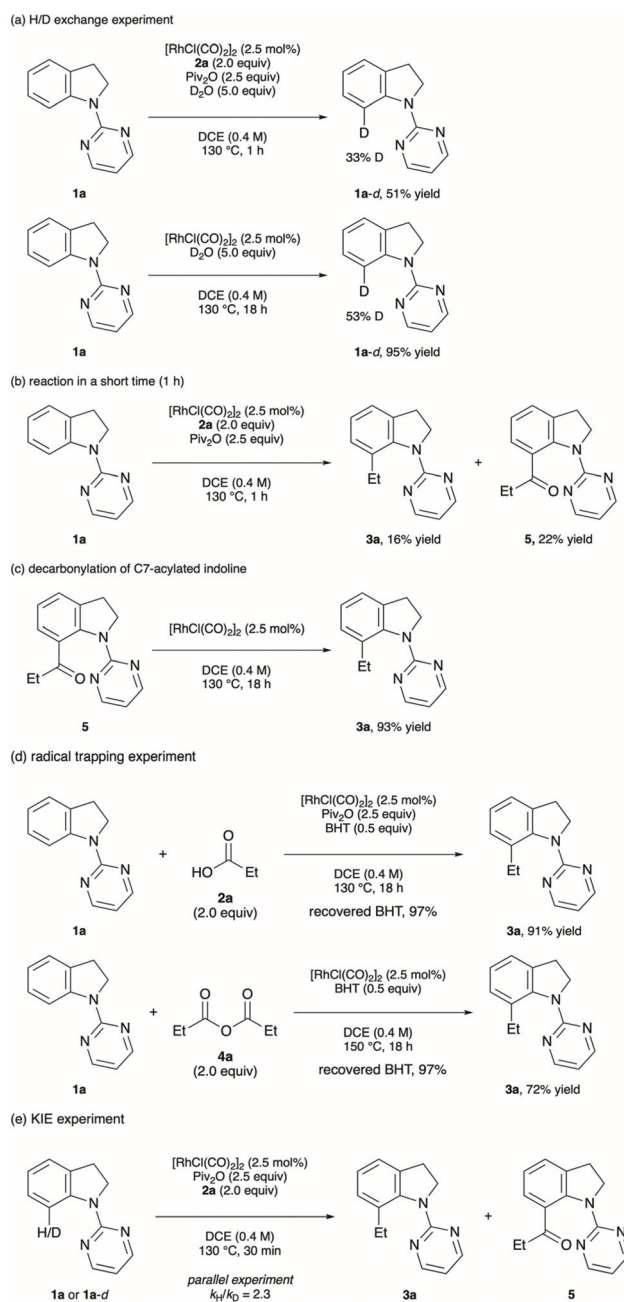 (a) H/D exchange experiment
[RhCl(CO)2]2 (2.5 mol%)
2a (2.0 equiv)
Piv2O (2.5 equiv)
D2O (5.0 equiv)
DCE (0.4 M)
130 °C, 1 h
N
N
N
1a
N
D
N
N
33% D
1a-d, 51% yield
[RhCl(CO)2]2 (2.5 mol%)
D2O (5.0 equiv)
DCE (0.4 M)
130 °C, 18 h
N
N
N
1a
N
D
N
N
53% D
1a-d, 95% yield
(b) reaction in a short time (1 h)
[RhCl(CO)2]2 (2.5 mol%)
2a (2.0 equiv)
Piv2O (2.5 equiv)
DCE (0.4 M)
130 °C, 1 h
N
N
N
1a
N
Et
N
N
3a, 16% yield
+
N
Et
O
N
N
5, 22% yield
(c) decarbonylation of C7-acylated indoline
[RhCl(CO)2]2 (2.5 mol%)
DCE (0.4 M)
130 °C, 18 h
N
Et
O
N
N
5
N
Et
N
N
3a, 93% yield
(d) radical trapping experiment
N
N
N
1a
+
O
HO
Et
2a
(2.0 equiv)
[RhCl(CO)2]2 (2.5 mol%)
Piv2O (2.5 equiv)
BHT (0.5 equiv)
DCE (0.4 M)
130 °C, 18 h
recovered BHT, 97%
N
Et
N
N
3a, 91% yield
N
N
N
1a
+
O
O
Et
O
Et
4a
(2.0 equiv)
[RhCl(CO)2]2 (2.5 mol%)
BHT (0.5 equiv)
DCE (0.4 M)
150 °C, 18 h
recovered BHT, 97%
N
Et
N
N
3a, 72% yield
(e) KIE experiment
N
H/D
N
N
1a or 1a-d
[RhCl(CO)2]2 (2.5 mol%)
Piv2O (2.5 equiv)
2a (2.0 equiv)
DCE (0.4 M)
130 °C, 30 min
parallel experiment
kH/kD = 2.3
N
Et
N
N
3a
+
N
Et
O
N
N
5